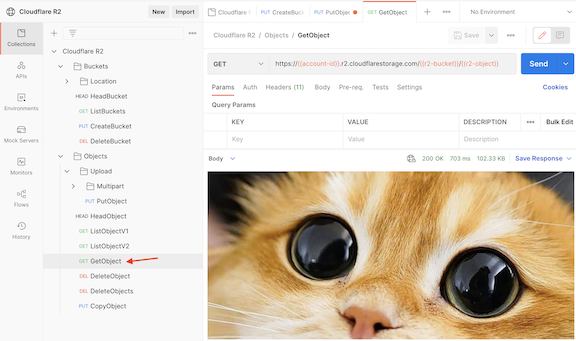 Cloudflare R2
New
Import
Cloudflare
PUT CreateBuck
PUT PutObjec
GET GetObject
No Environment
Collections
APIs
Environments
Mock Servers
Monitors
Flows
History
Cloudflare R2
Buckets
Location
HEAD HeadBucket
GET ListBuckets
PUT CreateBucket
DEL DeleteBucket
Objects
Upload
Multipart
PUT PutObject
HEAD HeadObject
GET ListObjectV1
GET ListObjectV2
GET GetObject
DEL DeleteObject
DEL DeleteObjects
PUT CopyObject
Cloudflare R2 / Objects / GetObject
Save
GET
https://{{account-id}}.r2.cloudflarestorage.com/{{r2-bucket}}/{{r2-object}}
Send
Params Auth Headers (11) Body Pre-req. Tests Settings
Cookies
Query Params
KEY VALUE DESCRIPTION Bulk Edit
Key Value Description
Body
200 OK 703 ms 102.33 KB Save Response